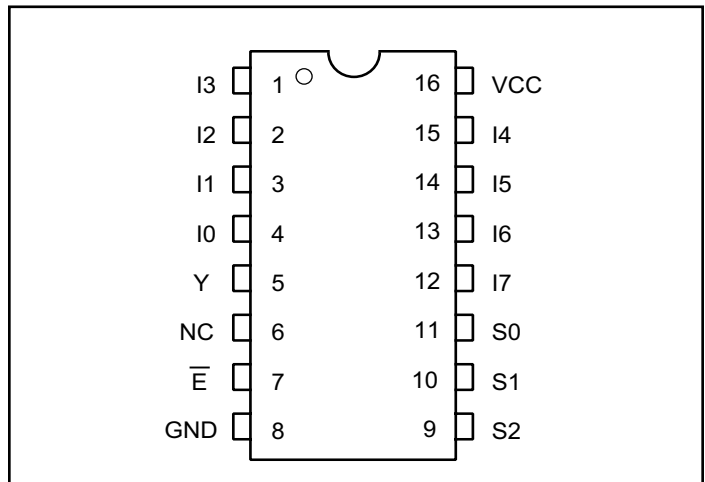 I3 1 16 VCC
I2 2 15 I4
I1 3 14 I5
I0 4 13 I6
Y 5 12 I7
NC 6 11 S0
E̅ 7 10 S1
GND 8 9 S2